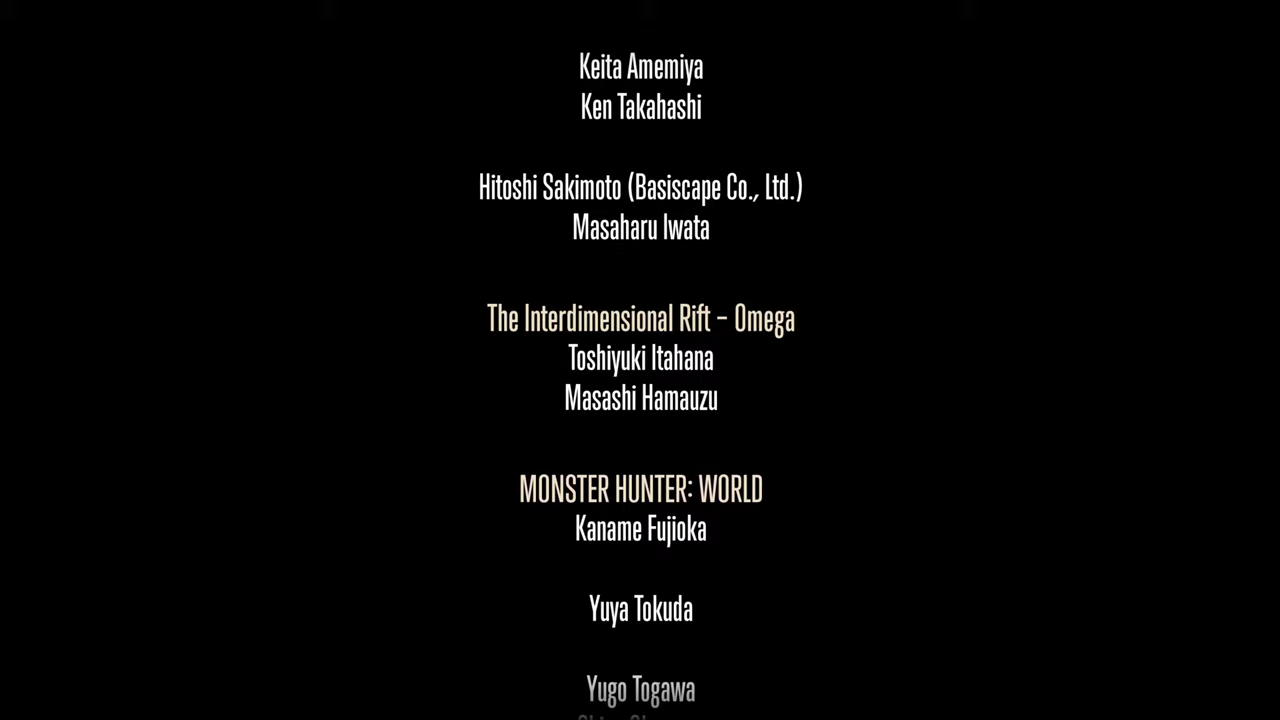 Keita Amemiya
Ken Takahashi
Hitoshi Sakimoto (Basiscape Co., Ltd.)
Masaharu Iwata
The Interdimensional Rift – Omega
Toshiyuki Itahana
Masashi Hamauzu
MONSTER HUNTER: WORLD
Kaname Fujioka
Yuya Tokuda
Yugo Togawa